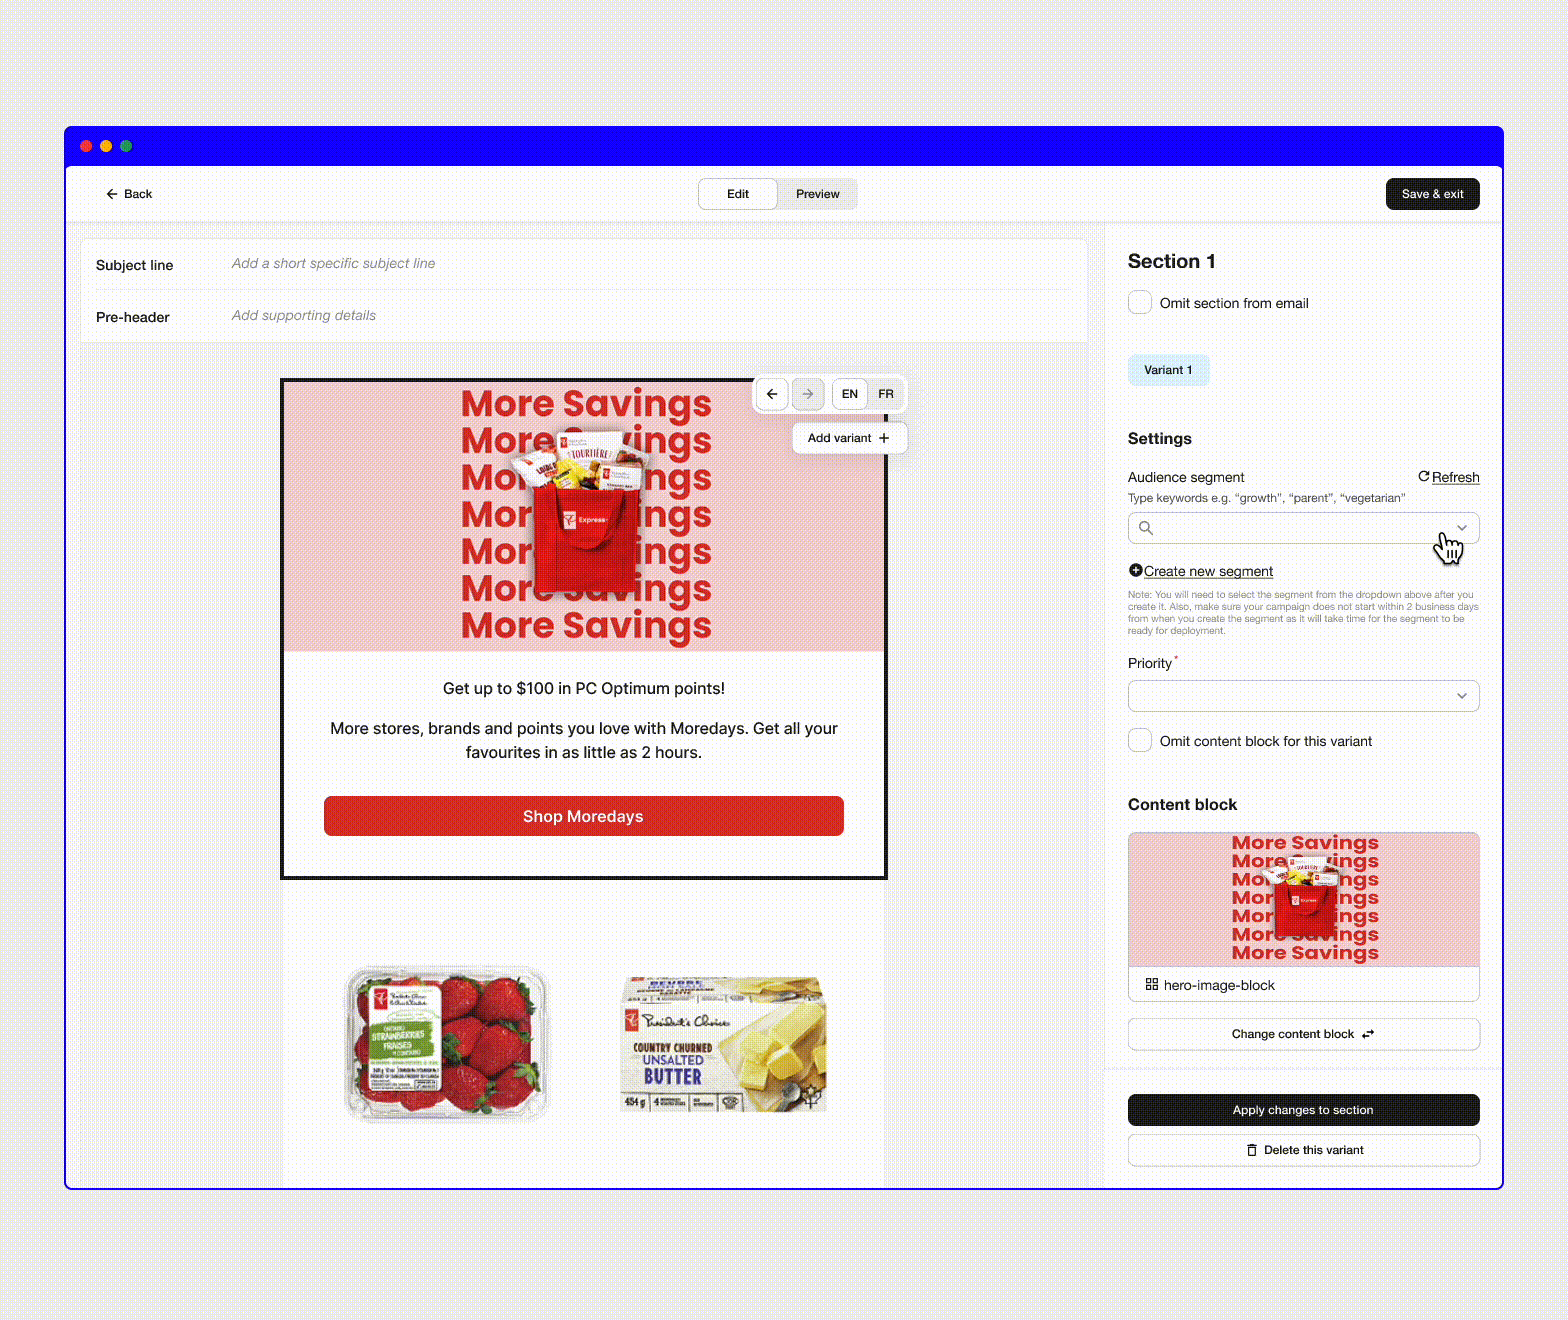 Back
Edit
Preview
Save & exit
Subject line
Add a short specific subject line
Pre-header
Add supporting details
EN
FR
Add variant
More Savings
More Savings
More Savings
More Savings
More Savings
More Savings
More Savings
TOURTIÈRE
Express
Get up to $100 in PC Optimum points!
More stores, brands and points you love with Moredays. Get all your
favourites in as little as 2 hours.
Shop Moredays
President's Choice
STRAWBERRIES
FRAISES
President's Choice
COUNTRY CHURNED
UNSALTED
BUTTER
454 g
Section 1
Omit section from email
Variant 1
Settings
Audience segment
Refresh
Type keywords e.g. “growth”, “parent”, “vegetarian”
Create new segment
Note: You will need to select the segment from the dropdown above after you
create it. Also, make sure your campaign does not start within 2 business days
from when you create the segment as it will take time for the segment to be
ready for deployment.
Priority*
Omit content block for this variant
Content block
More Savings
More Savings
More Savings
More Savings
More Savings
More Savings
More Savings
Express
hero-image-block
Change content block
Apply changes to section
Delete this variant